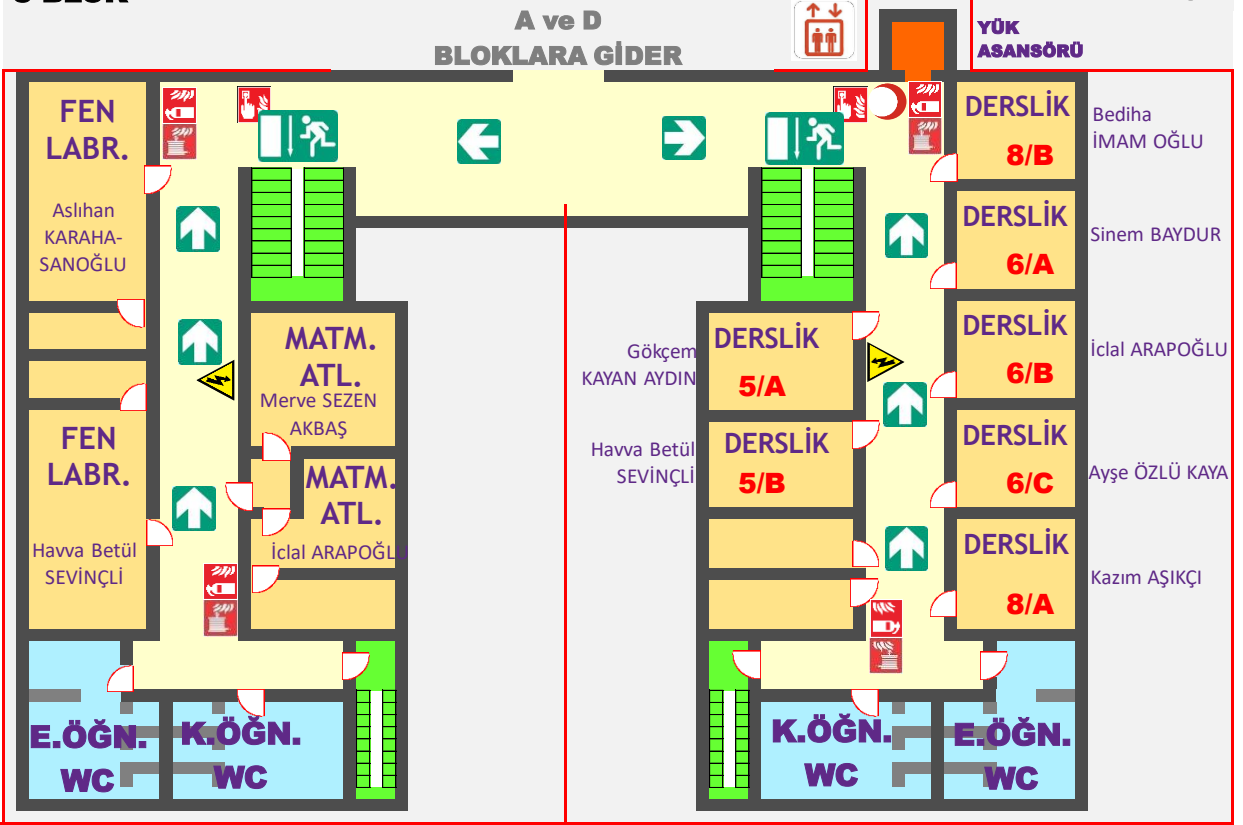 A ve D
BLOKLARA GİDER
YÜK
ASANSÖRÜ
FEN
LABR.
Aslıhan
KARAHA-
SANOĞLU
FEN
LABR.
Havva Betül
SEVİNÇLİ
MATM.
ATL.
Merve SEZEN
AKBAŞ
MATM.
ATL.
İclal ARAPOĞLU
E.ÖĞN.
WC
K.ÖĞN.
WC
Gökçem
KAYAN AYDIN
DERSLİK
5/A
Havva Betül
SEVİNÇLİ
DERSLİK
5/B
DERSLİK
8/B
Bediha
İMAM OĞLU
DERSLİK
6/A
Sinem BAYDUR
DERSLİK
6/B
İclal ARAPOĞLU
DERSLİK
6/C
Ayşe ÖZLÜ KAYA
DERSLİK
8/A
Kazım AŞIKÇI
K.ÖĞN.
WC
E.ÖĞN.
WC